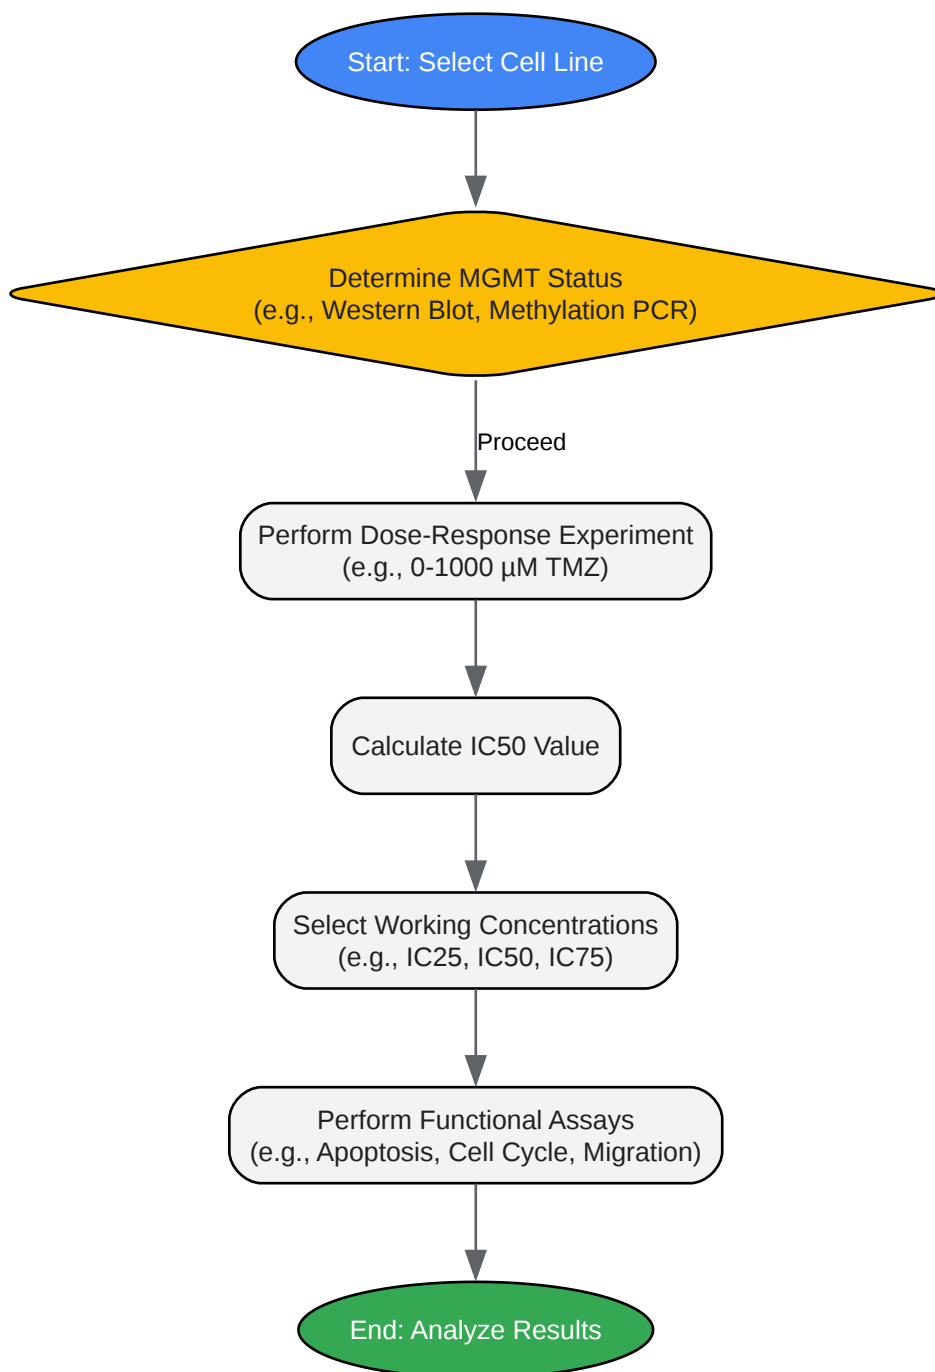 Start: Select Cell Line
Determine MGMT Status
(e.g., Western Blot, Methylation PCR)
Proceed
Perform Dose-Response Experiment
(e.g., 0-1000 µM TMZ)
Calculate IC50 Value
Select Working Concentrations
(e.g., IC25, IC50, IC75)
Perform Functional Assays
(e.g., Apoptosis, Cell Cycle, Migration)
End: Analyze Results